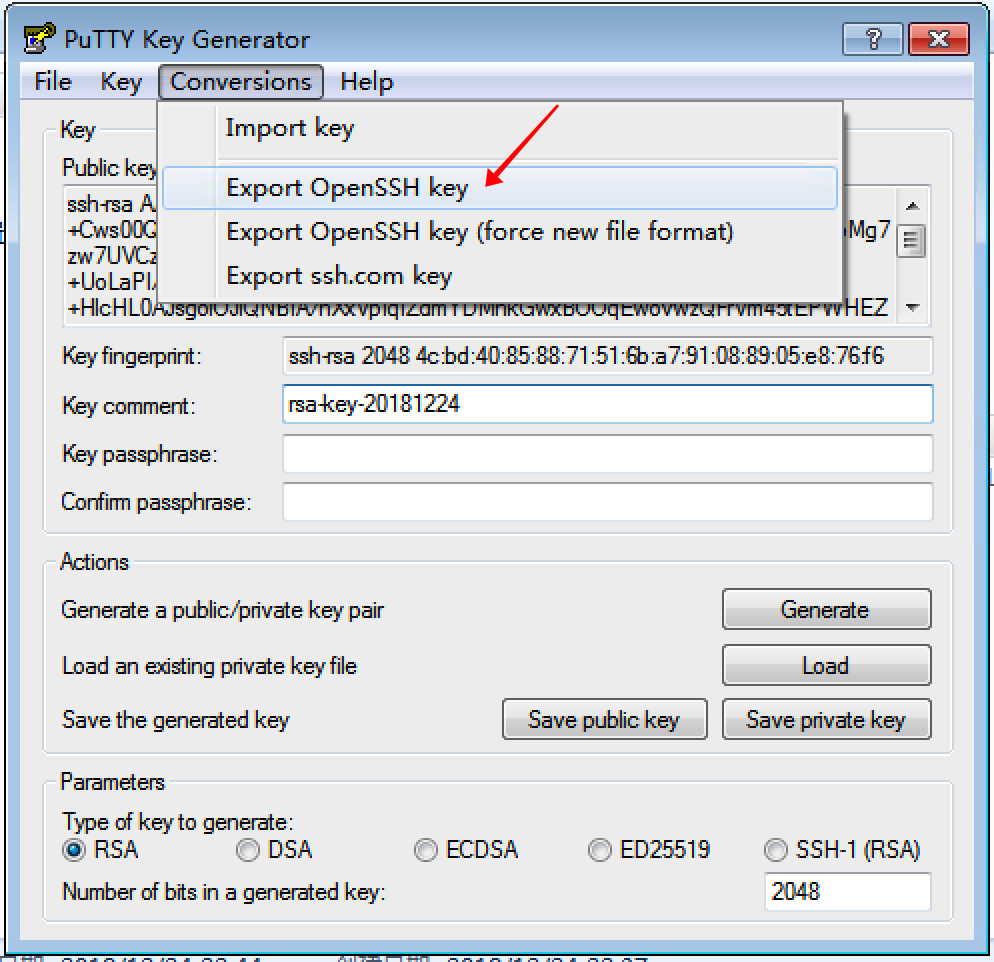 PuTTY Key Generator
File Key Conversions Help
Import key
Export OpenSSH key
Export OpenSSH key (force new file format)
Export ssh.com key
Key
Public key
ssh-rsa
+Cws00Q
Mg7
zw7UVCz
+UoLaPIA
Key fingerprint:
ssh-rsa 2048 4c:bd:40:85:88:71:51:6b:a7:91:08:89:05:e8:76:f6
Key comment:
rsa-key-20181224
Key passphrase:
Confirm passphrase:
Actions
Generate a public/private key pair
Generate
Load an existing private key file
Load
Save the generated key
Save public key
Save private key
Parameters
Type of key to generate:
RSA DSA ECDSA ED25519 SSH-1 (RSA)
Number of bits in a generated key:
2048